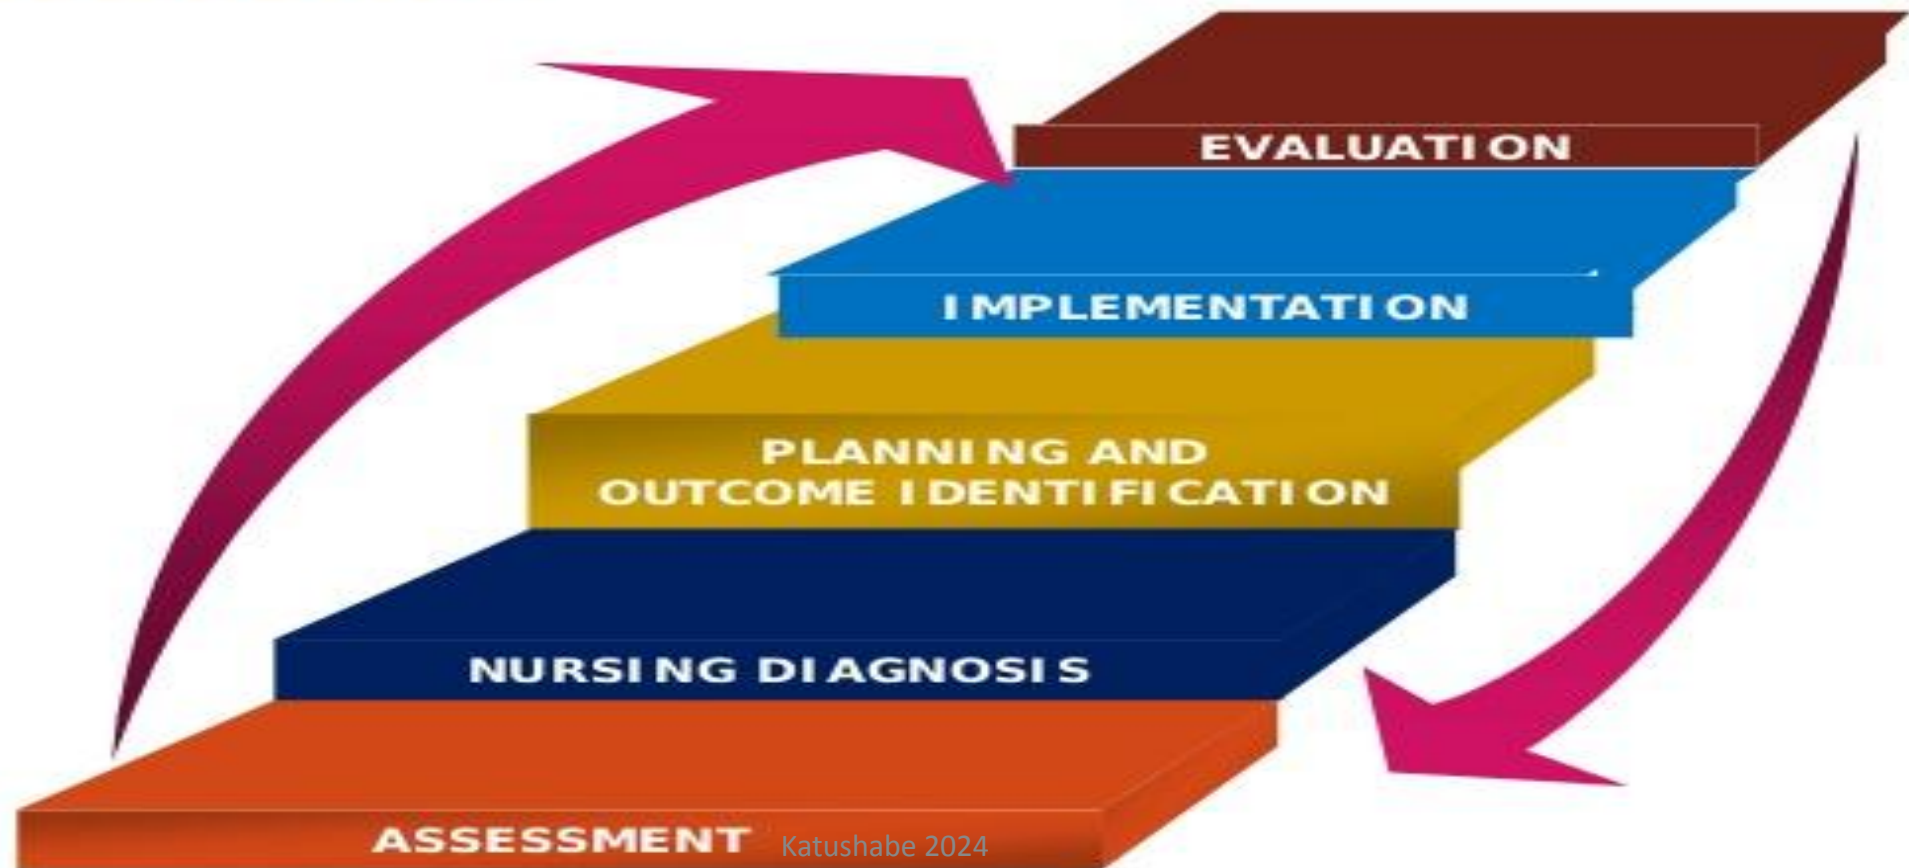 EVALUATION
IMPLEMENTATION
PLANNING AND
OUTCOME IDENTIFICATION
NURSING DIAGNOSIS
ASSESSMENT
Katushabe 2024